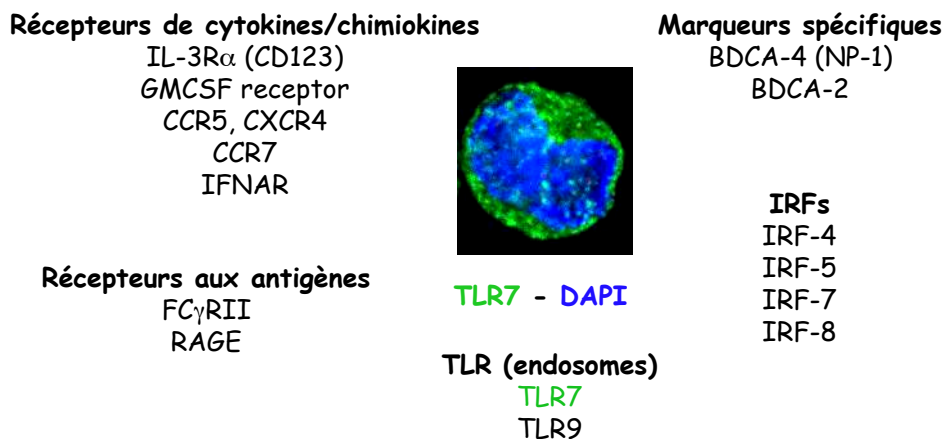 Récepteurs de cytokines/chimiokines
IL-3Rα (CD123)
GMCSF receptor
CCR5, CXCR4
CCR7
IFNAR
Marqueurs spécifiques
BDCA-4 (NP-1)
BDCA-2
IRFs
IRF-4
IRF-5
IRF-7
IRF-8
Récepteurs aux antigènes
FCγRII
RAGE
TLR7 - DAPI
TLR (endosomes)
TLR7
TLR9